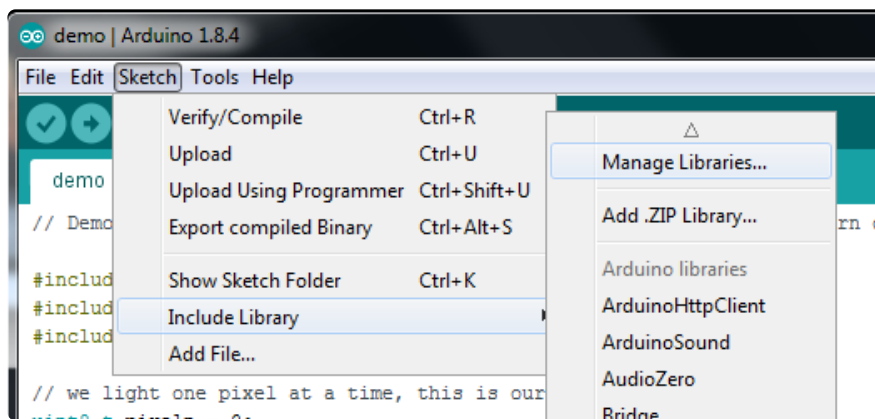 demo | Arduino 1.8.4
File Edit Sketch Tools Help
Verify/Compile Ctrl+R
Upload Ctrl+U
Upload Using Programmer Ctrl+Shift+U
Export compiled Binary Ctrl+Alt+S
Show Sketch Folder Ctrl+K
Include Library
Add File...
Manage Libraries...
Add .ZIP Library...
Arduino libraries
ArduinoHttpClient
ArduinoSound
AudioZero
Bridge
demo
// Demo
#includ
#includ
#includ
// we light one pixel at a time, this is our